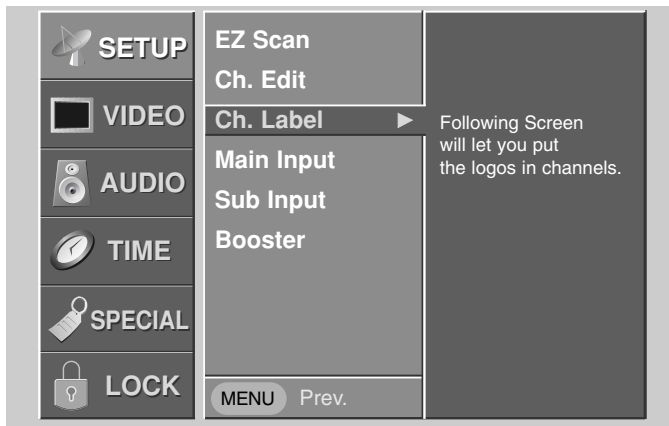 SETUP
VIDEO
AUDIO
TIME
SPECIAL
LOCK
EZ Scan
Ch. Edit
Ch. Label ►
Main Input
Sub Input
Booster
MENU Prev.
Following Screen
will let you put
the logos in channels.